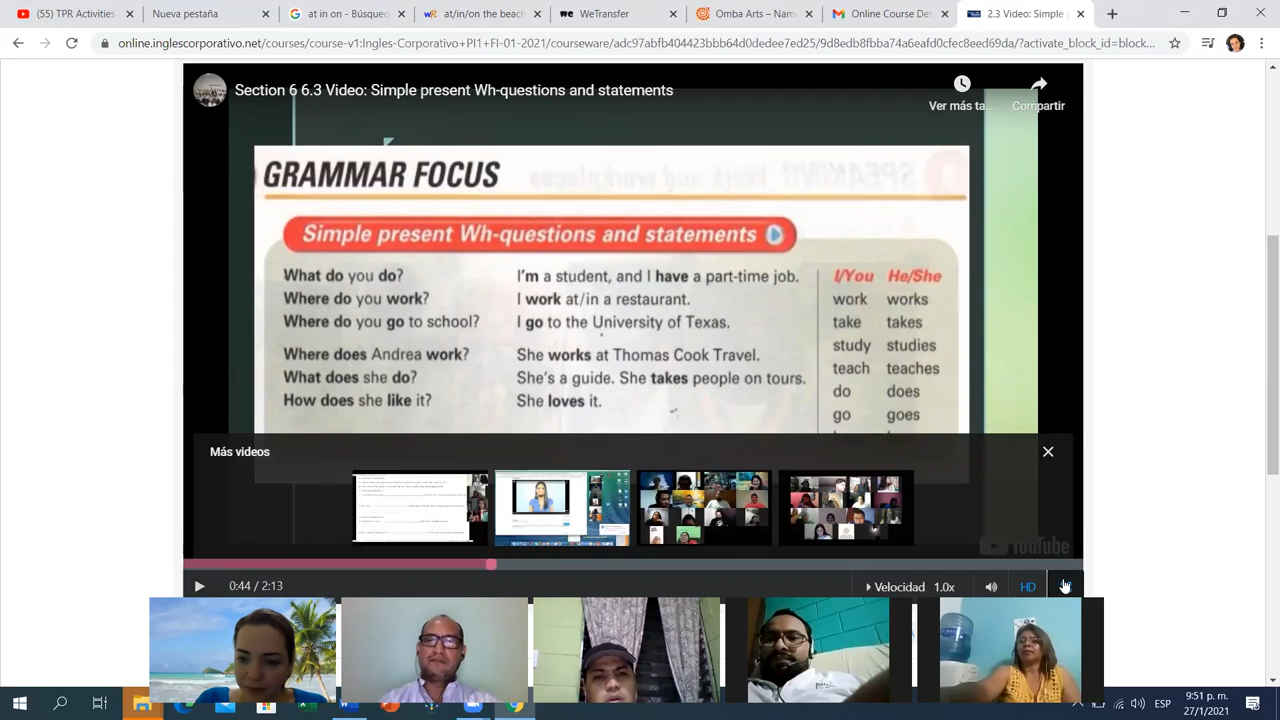 (55) TPR Activities
Nueva pestaña
at in on - Búsqued
at/in/on the beach
WeTransfer
Omba Arts -
Online Course Det
2.3 Video: Simple p
online.inglescorporativo.net/courses/course-v1:Ingles-Corporativo+PI1+FI-01-2021/courseware/adc97abfb404423bbb64d0dedee7ed25/9d8edb8fbba74a6eafd0cfec8eed69da/?activate_block_id=block...
Section 6 6.3 Video: Simple present Wh-questions and statements
Ver más ta...
Compartir
GRAMMAR FOCUS
Simple present Wh-questions and statements
What do you do? I'm a student, and I have a part-time job. I/You He/She
Where do you work? I work at/in a restaurant. work works
Where do you go to school? I go to the University of Texas. take takes
study studies
Where does Andrea work? She works at Thomas Cook Travel. teach teaches
What does she do? She's a guide. She takes people on tours. do does
How does she like it? She loves it. go goes
Más videos
YouTube
0:44 / 2:13
Velocidad 1.0x
HD
ESP
9:51 p. m.
27/1/2021